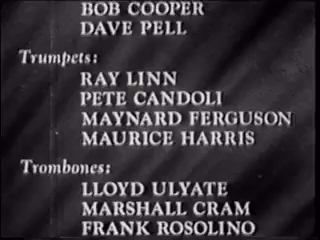 BOB COOPER
DAVE PELL
Trumpets:
RAY LINN
PETE CANDOLI
MAYNARD FERGUSON
MAURICE HARRIS
Trombones:
LLOYD ULYATE
MARSHALL CRAM
FRANK ROSOLINO